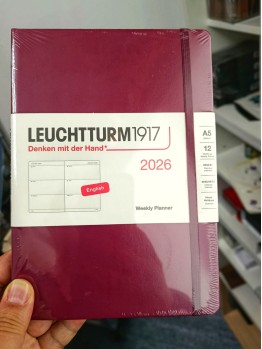 LEUCHTTURM1917
Denken mit der Hand®
2026
English
Weekly Planner
A5
12